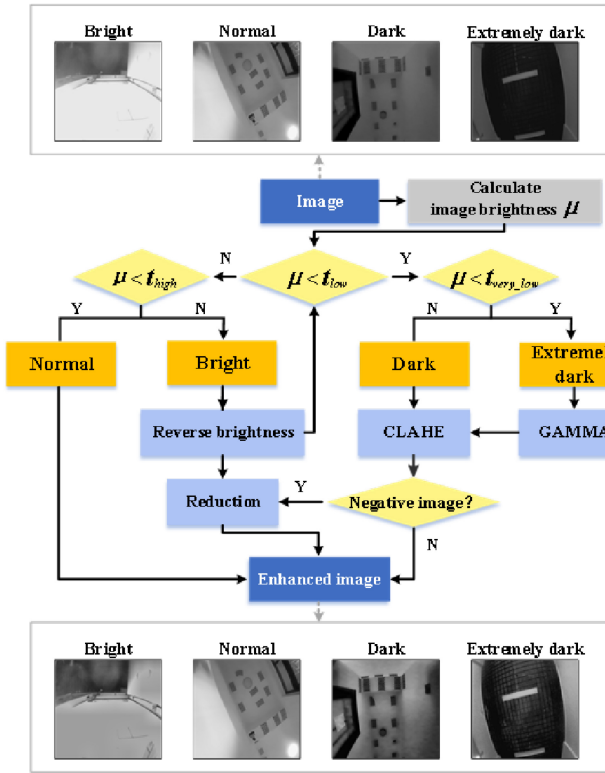 Bright Normal Dark Extremely dark
Image
Calculate
image brightness μ
N Y
μ < t_high μ < t_low μ < t_very_low
Y N N Y
Normal Bright Dark Extreme
dark
Reverse brightness CLAHE GAMMA
Y
Reduction Negative image?
N
Enhanced image
Bright Normal Dark Extremely dark